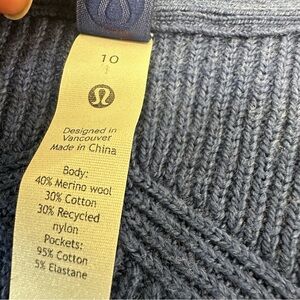 10
Designed in
Vancouver
Made in China
Body:
40% Merino wool
30% Cotton
30% Recycled
nylon
Pockets:
95% Cotton
5% Elastane